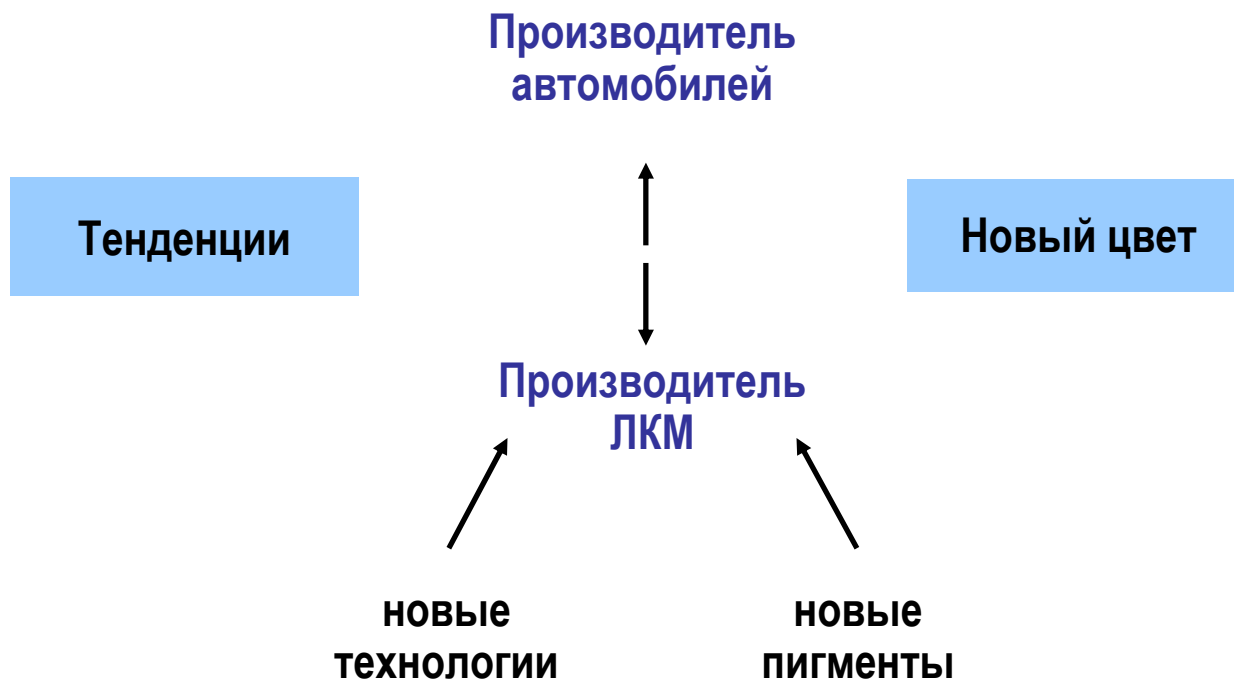 Производитель
автомобилей
Тенденции
Новый цвет
Производитель
ЛКМ
новые
технологии
новые
пигменты